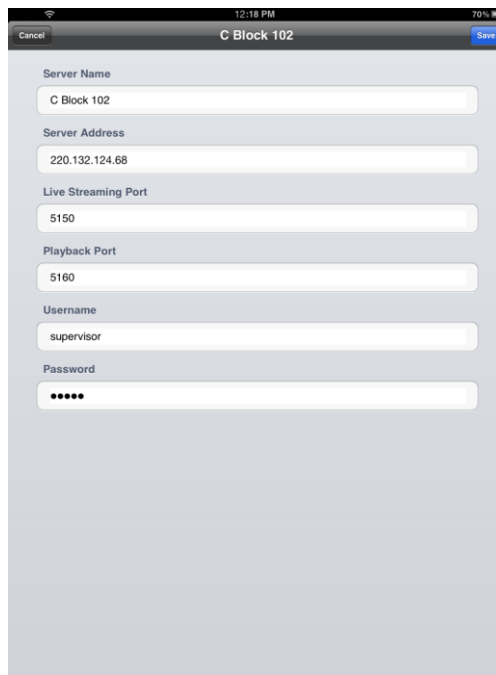 12:18 PM 70%
Cancel C Block 102 Save
Server Name
C Block 102
Server Address
220.132.124.68
Live Streaming Port
5150
Playback Port
5160
Username
supervisor
Password
●●●●●